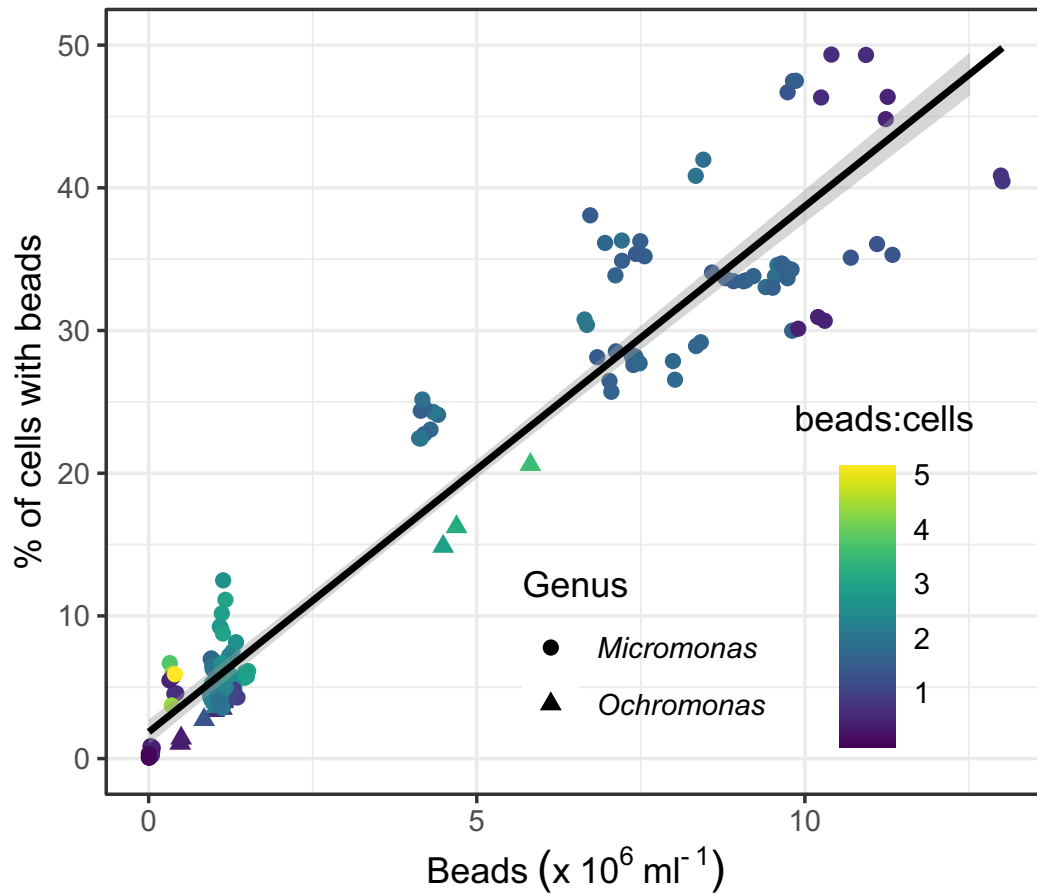 50
40
30
20
10
0
% of cells with beads
0
5
10
Beads (x 10⁶ ml⁻¹)
beads:cells
5
4
3
2
1
Genus
Micromonas
Ochromonas